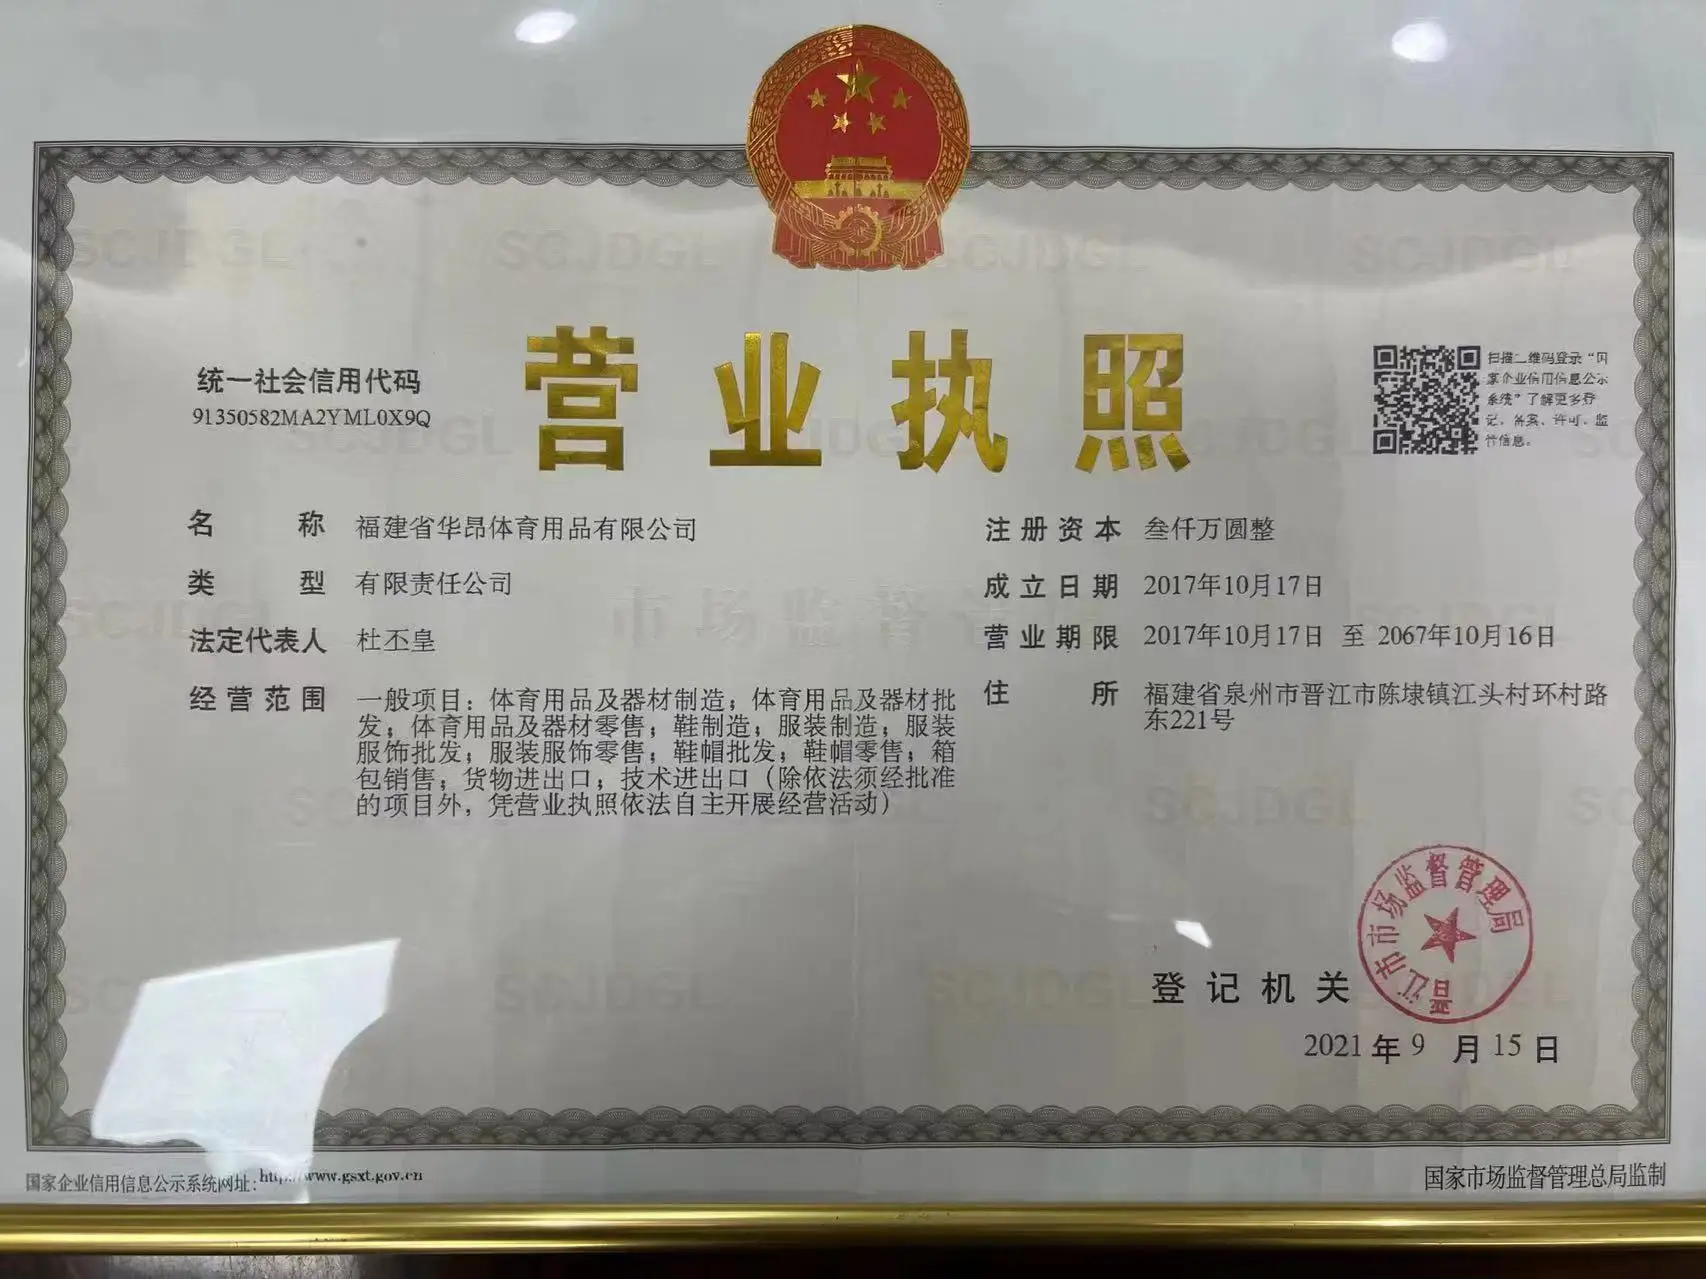 营业执照
统一社会信用代码
91350582MA2YML0X9Q
扫描二维码登录“国
家企业信用信息公示
系统”了解更多登
记、备案、许可、监
管信息。
名 称 福建省华昂体育用品有限公司
类 型 有限责任公司
法定代表人 杜丕皇
经营范围 一般项目：体育用品及器材制造；体育用品及器材批
发；体育用品及器材零售；鞋制造；服装制造；服装
服饰批发；服装服饰零售；鞋帽批发；鞋帽零售；箱
包销售；货物进出口；技术进出口（除依法须经批准
的项目外，凭营业执照依法自主开展经营活动）
注册资本 叁仟万圆整
成立日期 2017年10月17日
营业期限 2017年10月17日 至 2067年10月16日
住 所 福建省泉州市晋江市陈埭镇江头村环村路
东221号
登记机关
晋江市市场监督管理局
2021年9月15日
国家企业信用信息公示系统网址：http://www.gsxt.gov.cn
国家市场监督管理总局监制
SCJDGL
市场监督